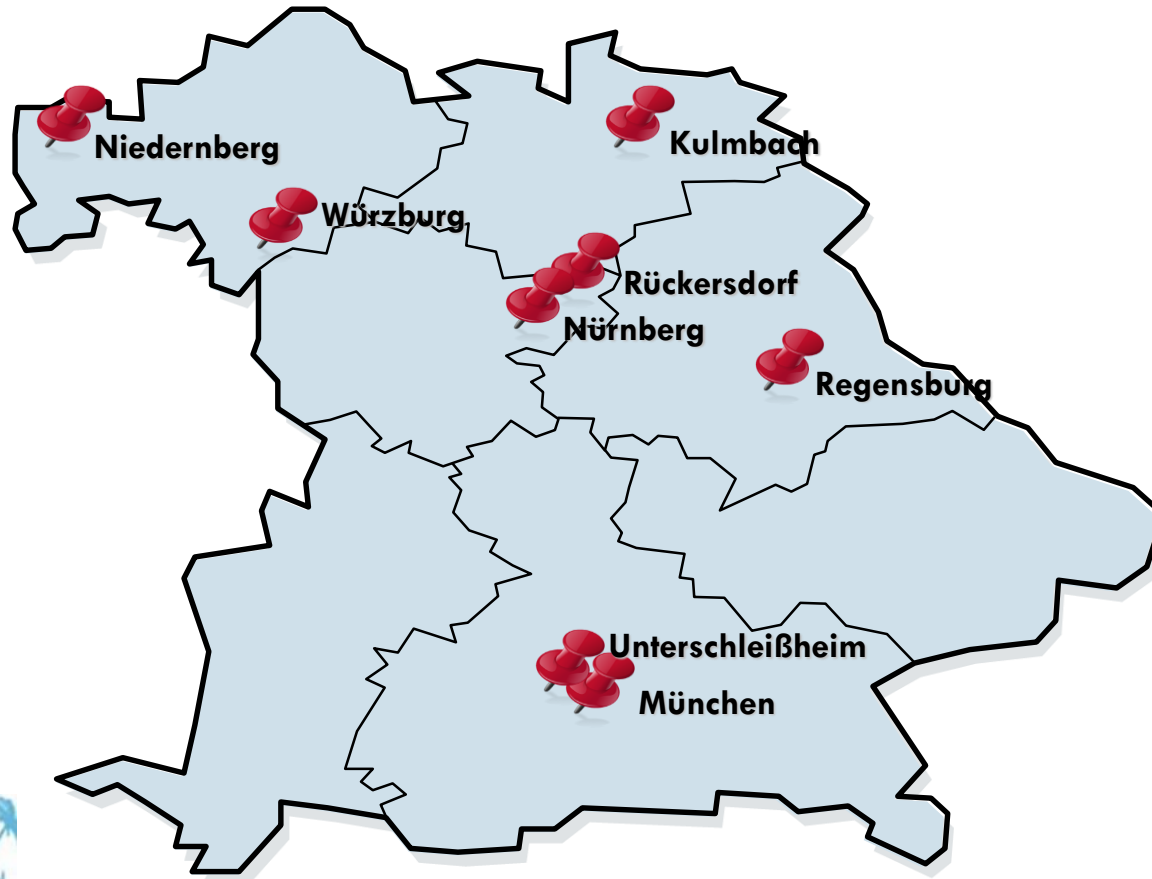 Kulmbach
Niedernberg
Würzburg
Rückersdorf
Nürnberg
Regensburg
Unterschleißheim
München